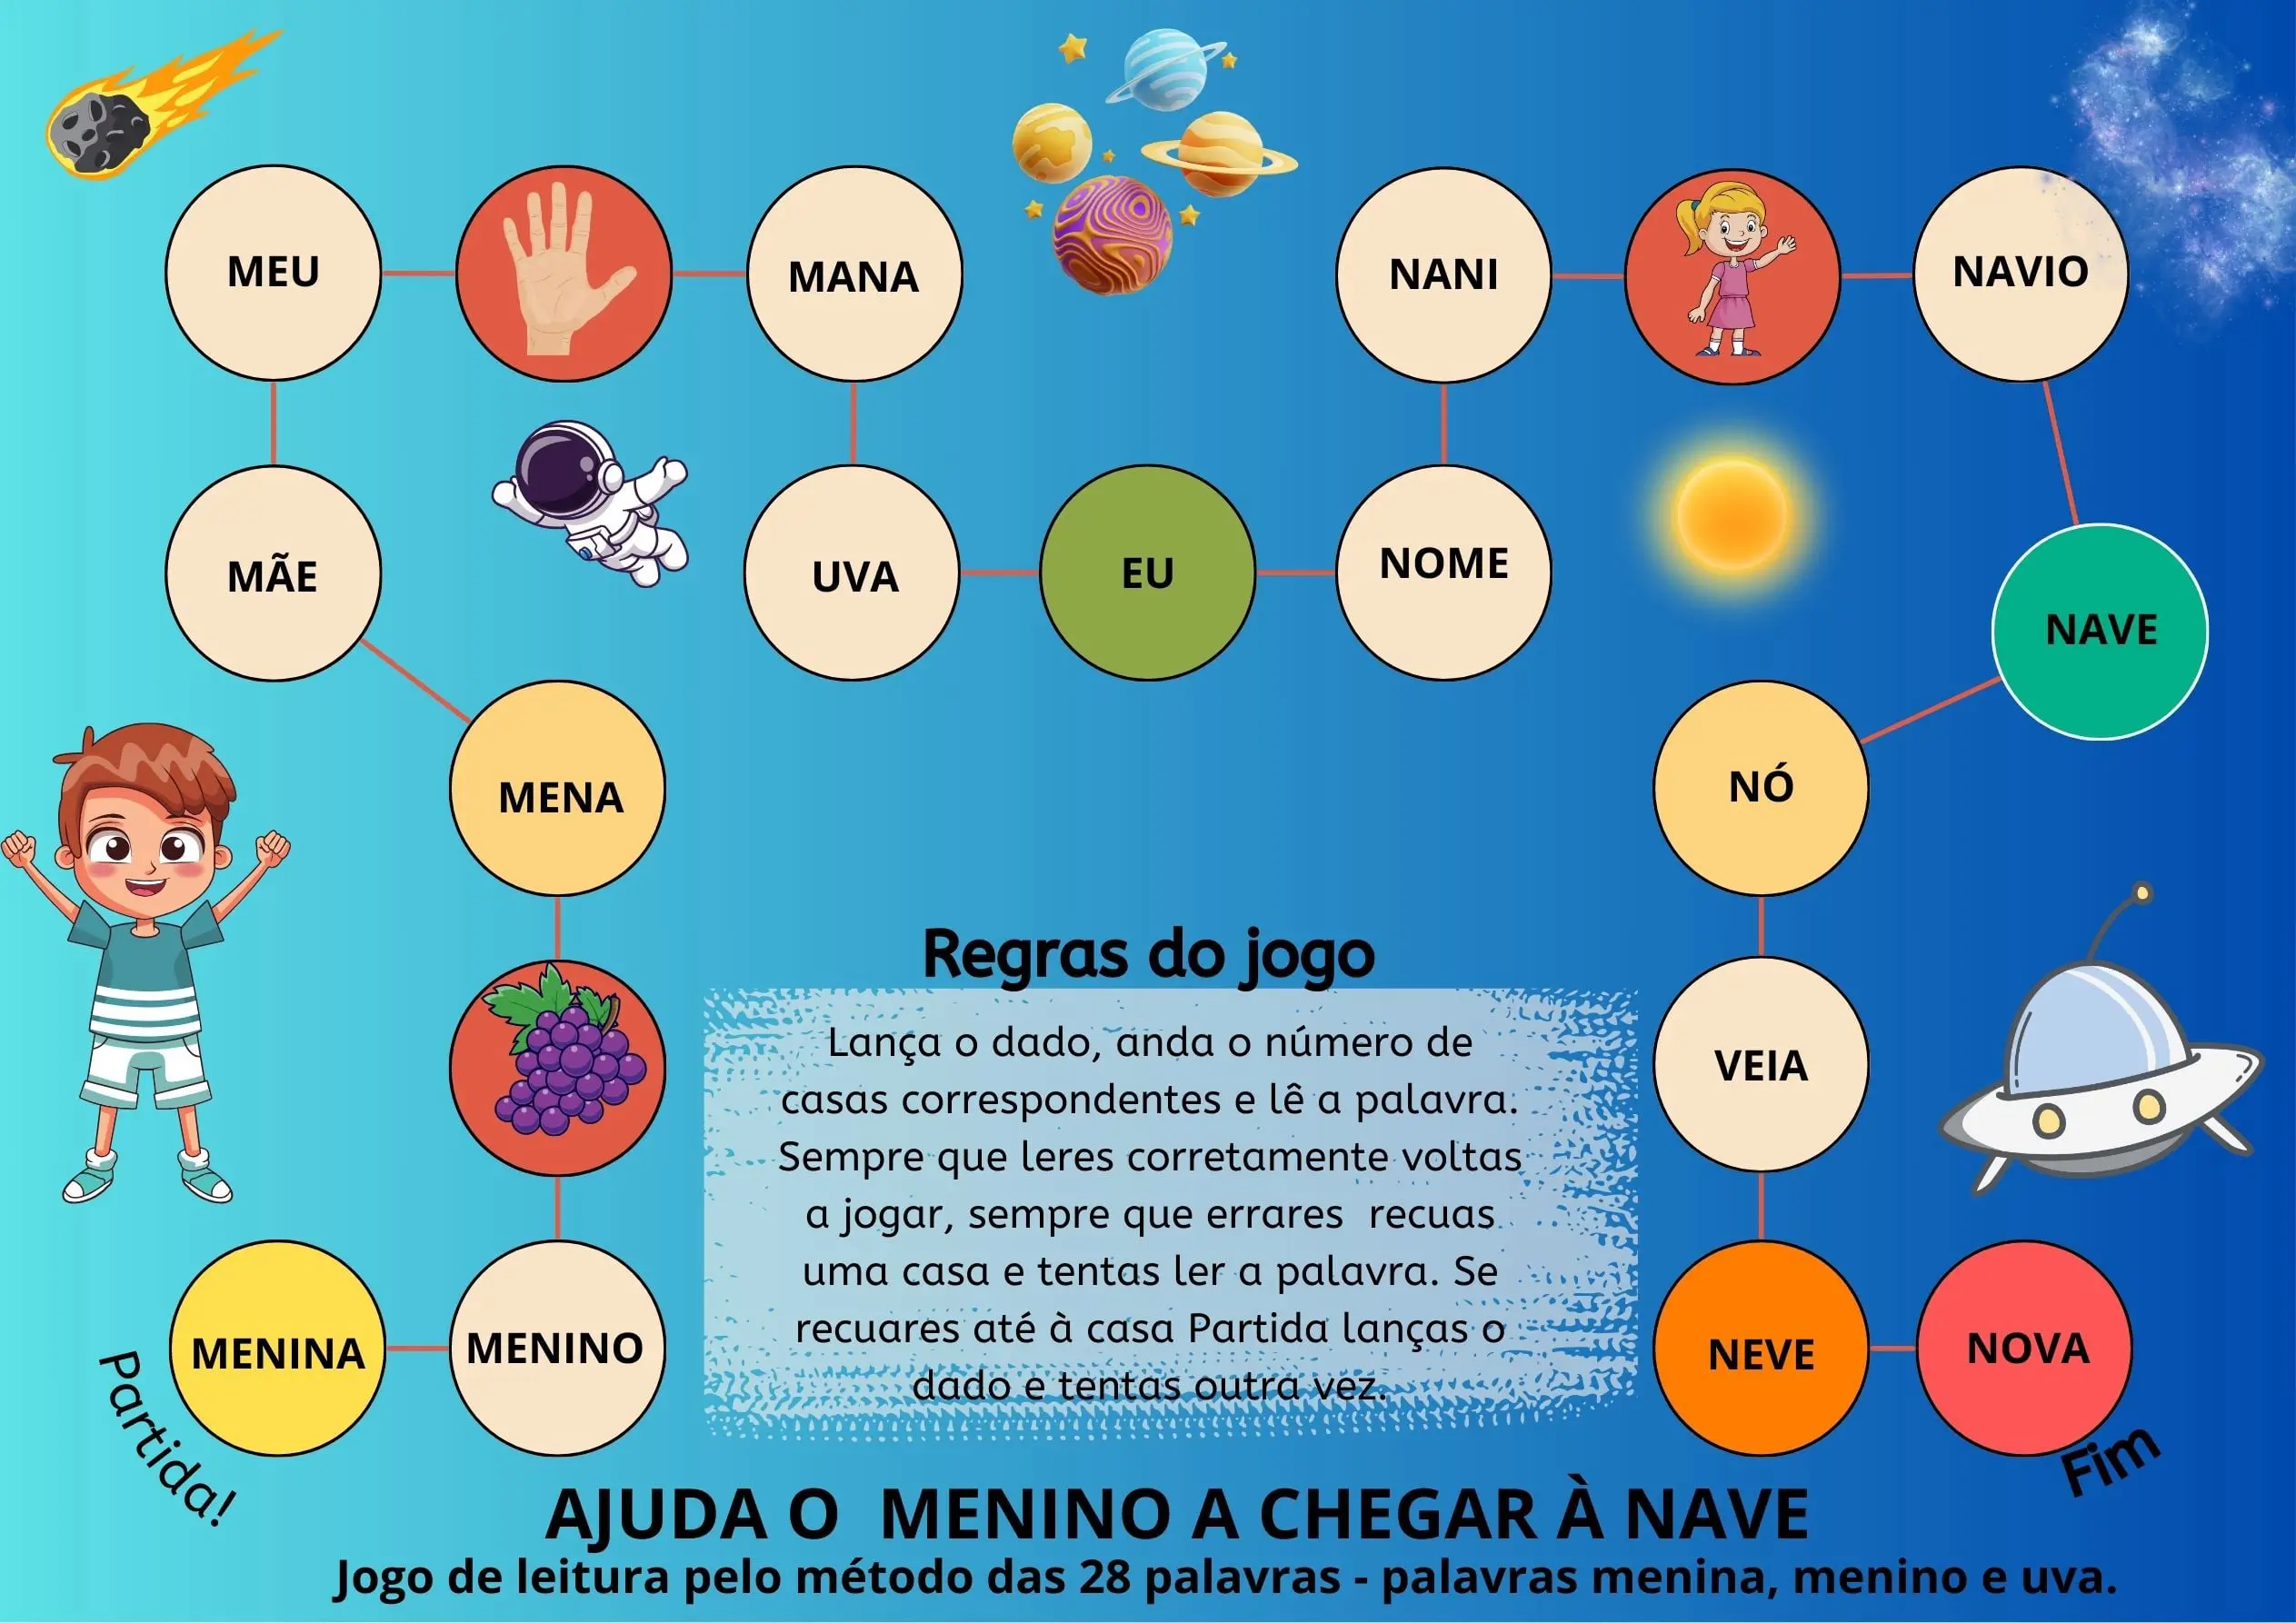 MEU
MANA
NANI
NAVIO
MÃE
UVA
EU
NOME
NAVE
MENA
NÓ
VEIA
MENINA
MENINO
NEVE
NOVA
Partida!
Fim
Regras do jogo
Lança o dado, anda o número de
casas correspondentes e lê a palavra.
Sempre que leres corretamente voltas
a jogar, sempre que errares  recuas
uma casa e tentas ler a palavra. Se
recuares até à casa Partida lanças o
dado e tentas outra vez.
AJUDA O  MENINO A CHEGAR À NAVE
Jogo de leitura pelo método das 28 palavras - palavras menina, menino e uva.